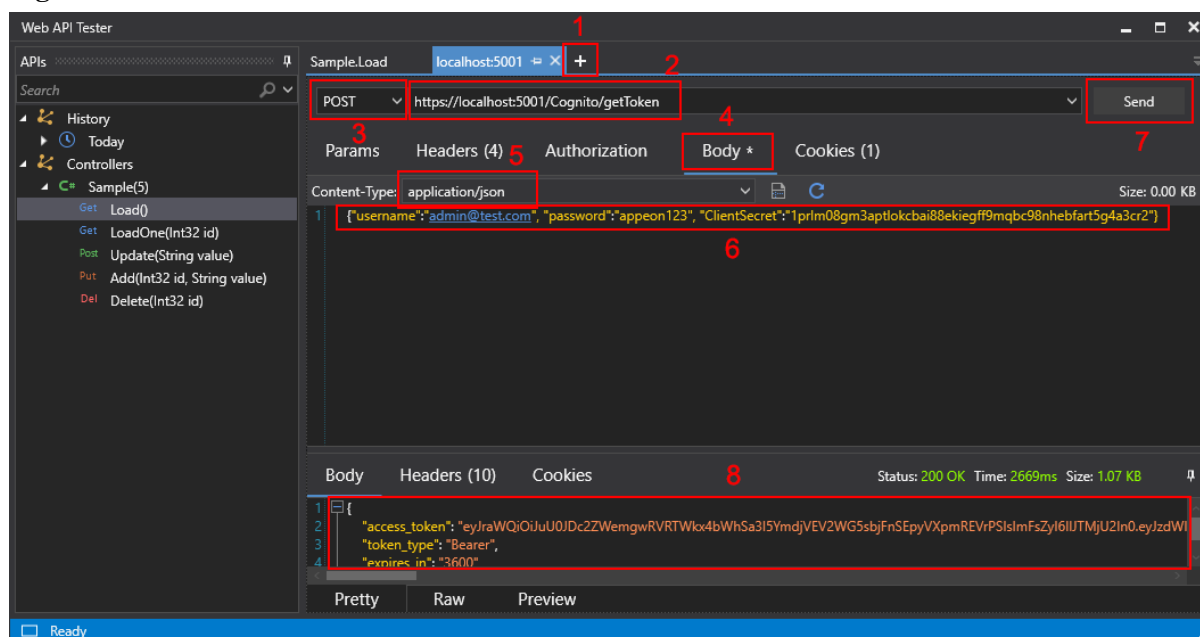 Web API Tester
1
APIs
Sample.Load localhost:5001 +
2
Search
POST https://localhost:5001/Cognito/getToken Send
3
4
7
History
Today
Controllers
Sample(5)
Get Load()
Get LoadOne(Int32 id)
Post Update(String value)
Put Add(Int32 id, String value)
Del Delete(Int32 id)
Params Headers (4) Authorization Body * Cookies (1)
5
Content-Type: application/json Size: 0.00 KB
1 {"username":"admin@test.com", "password":"appeon123", "ClientSecret":"1prlm08gm3aptlokcbai88ekiegff9mqbc98nhebfart5g4a3cr2"}
6
Body Headers (10) Cookies 8 Status: 200 OK Time: 2669ms Size: 1.07 KB
1 {
2 "access_token": "eyJraWQiOiJuU0JDc2ZWemgwRVRTWkx4bWhSa3I5YmdjVEV2WG5sbjFnSEpyVXpmREVrPSIsImFsZyI6IlJTMjU2In0.eyJzdWI
3 "token_type": "Bearer",
4 "expires_in": "3600"
Pretty Raw Preview
Ready